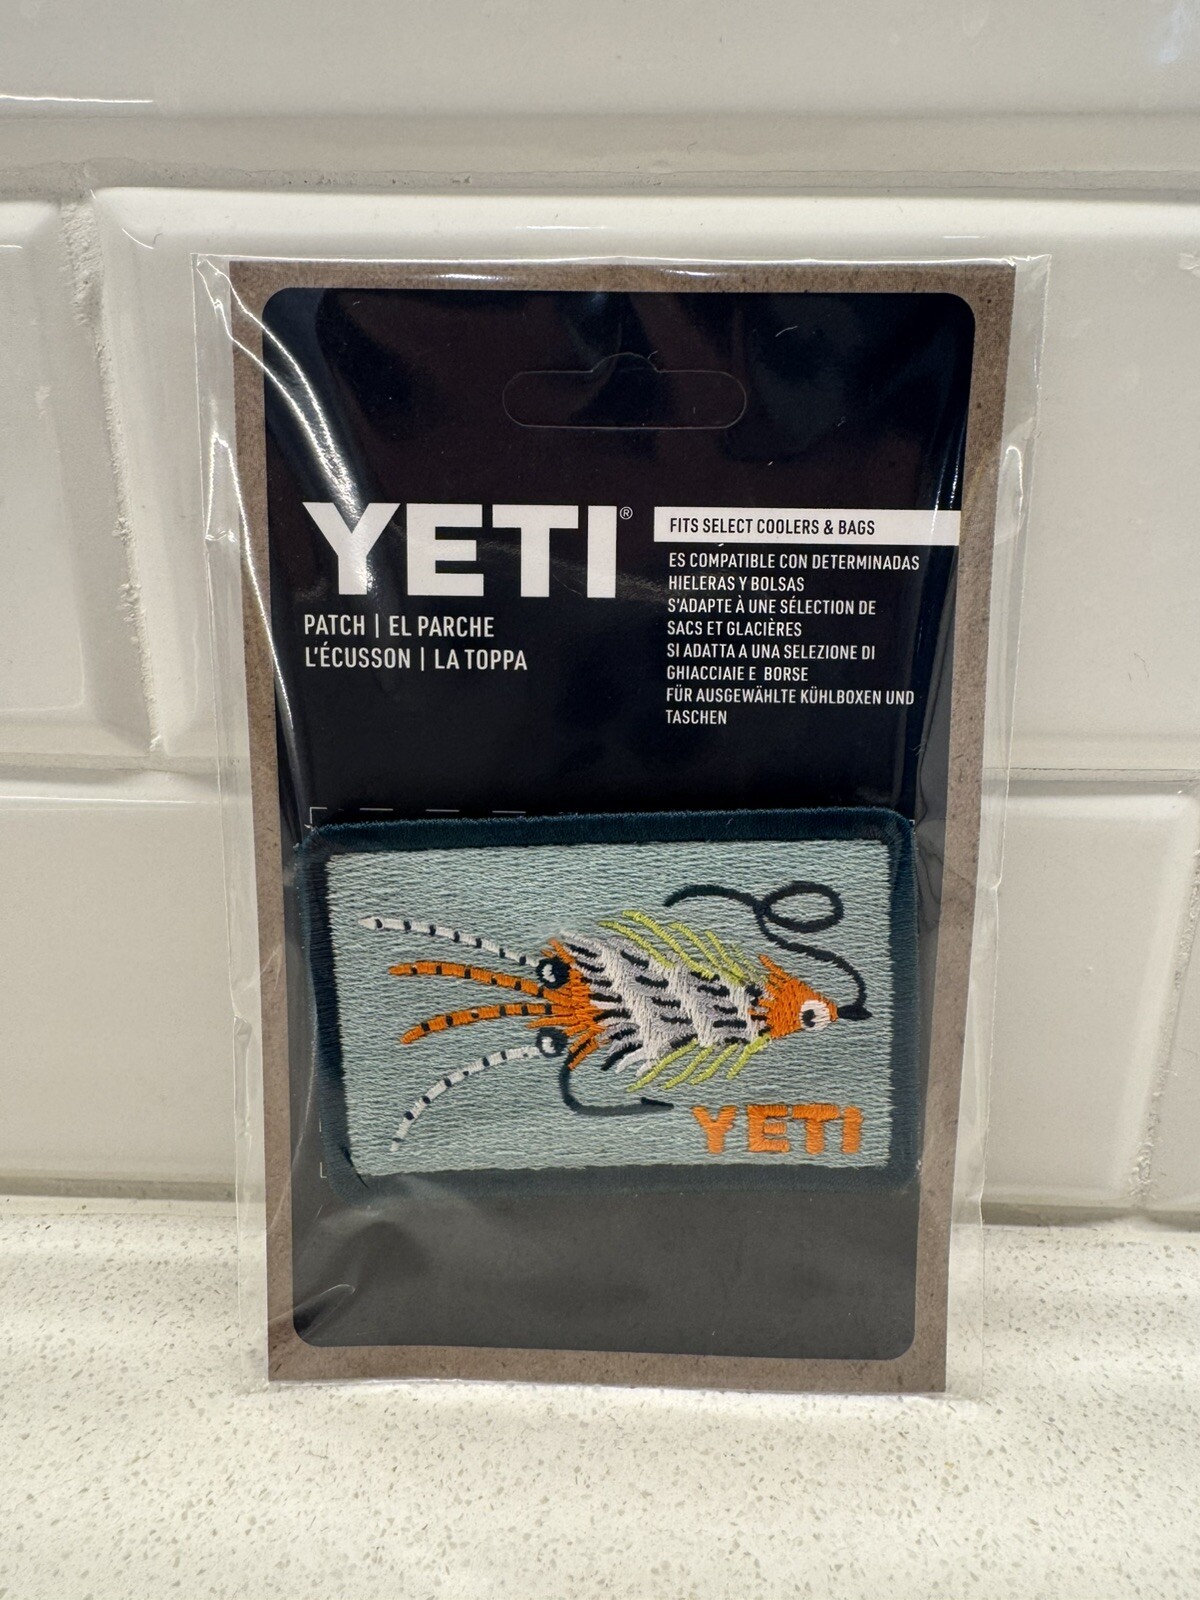 YETI®
PATCH | EL PARCHE
L'ÉCUSSON | LA TOPPA
FITS SELECT COOLERS & BAGS
ES COMPATIBLE CON DETERMINADAS
HIELERAS Y BOLSAS
S'ADAPTE À UNE SÉLECTION DE
SACS ET GLACIÈRES
SI ADATTA A UNA SELEZIONE DI
GHIACCIAIE E BORSE
FÜR AUSGEWÄHLTE KÜHLBOXEN UND
TASCHEN
YETI